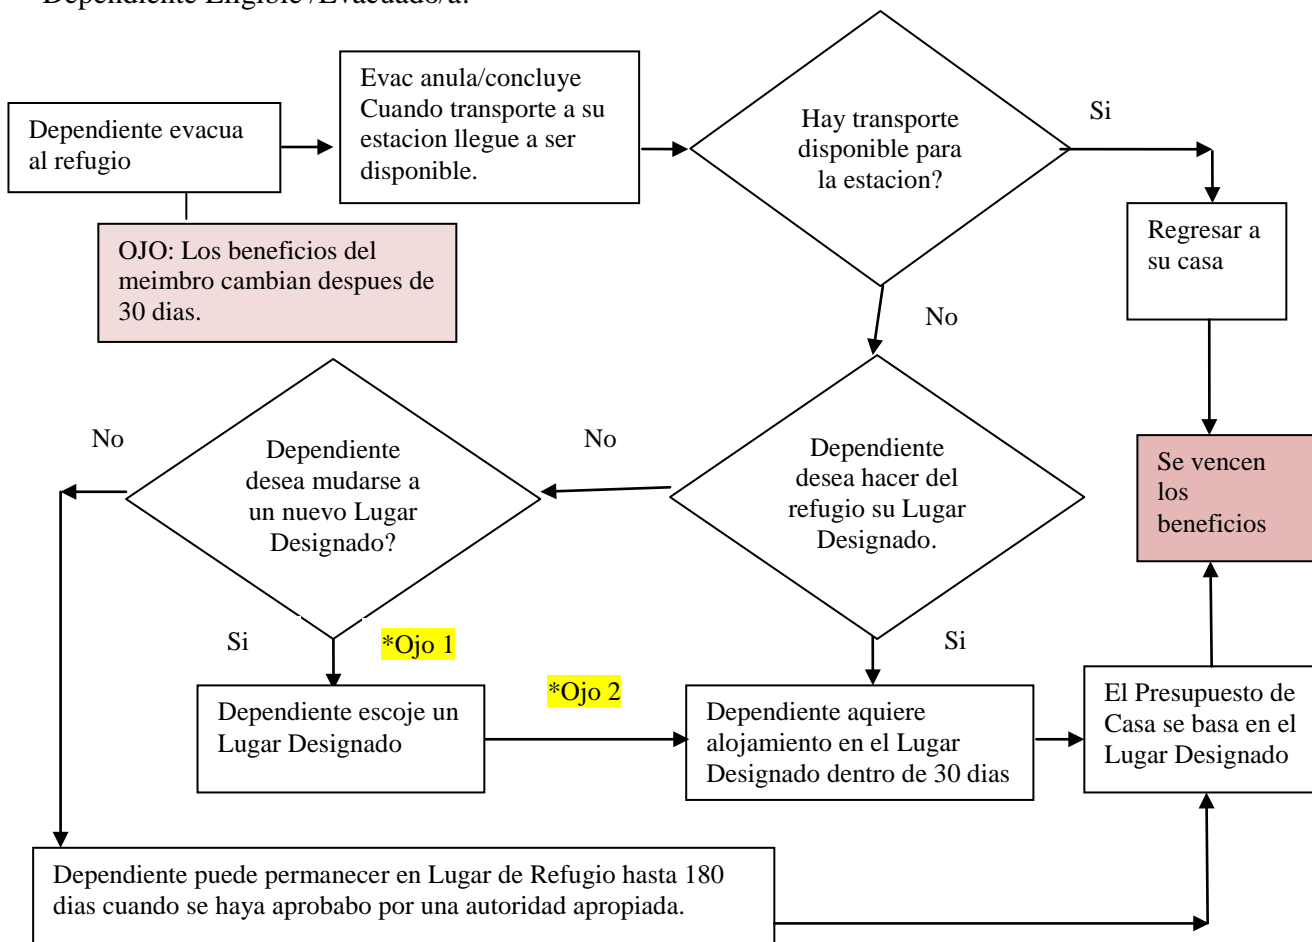 Dependiente Eligible /Evacuado/a:
Dependiente evacua
al refugio
Evac anula/concluye
Cuando transporte a su
estacion llegue a ser
disponible.
Hay transporte
disponible para
la estacion?
Si
Regresar a
su casa
OJO: Los beneficios del
meimbro cambian despues de
30 dias.
No
No
Dependiente
desea mudarse a
un nuevo Lugar
Designado?
No
Dependiente
desea hacer del
refugio su Lugar
Designado.
Se vencen
los
beneficios
Si
*Ojo 1
Si
*Ojo 2
Dependiente escoje un
Lugar Designado
Dependiente aquiere
alojamiento en el Lugar
Designado dentro de 30 dias
El Presupuesto de
Casa se basa en el
Lugar Designado
Dependiente puede permanecer en Lugar de Refugio hasta 180
dias cuando se haya aprobabo por una autoridad apropiada.